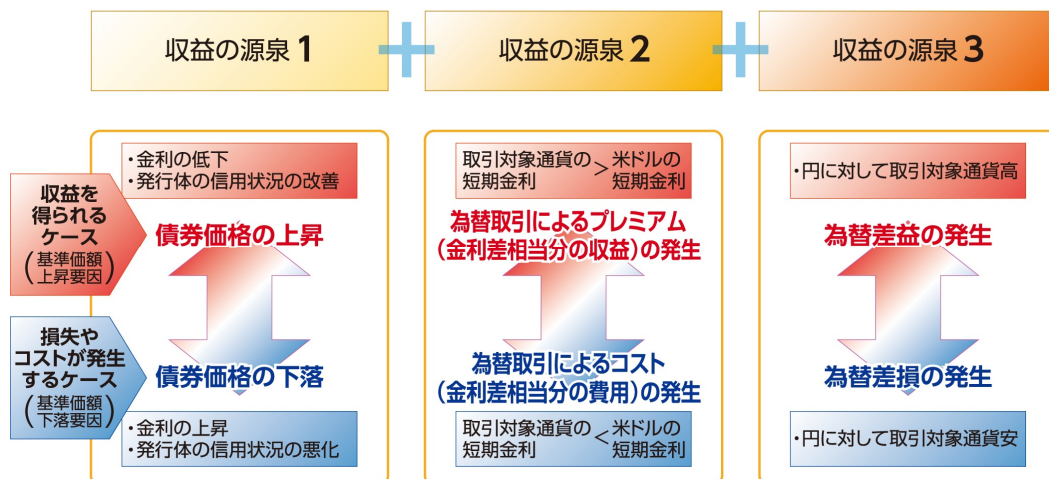 収益の源泉 1
+
収益の源泉 2
+
収益の源泉 3
収益を
得られる
ケース
(基準価額
上昇要因)
損失や
コストが発生
するケース
(基準価額
下落要因)
・金利の低下
・発行体の信用状況の改善
債券価格の上昇
債券価格の下落
・金利の上昇
・発行体の信用状況の悪化
取引対象通貨の 米ドルの
短期金利 > 短期金利
為替取引によるプレミアム
(金利差相当分の収益)の発生
為替取引によるコスト
(金利差相当分の費用)の発生
取引対象通貨の 米ドルの
短期金利 < 短期金利
・円に対して取引対象通貨高
為替差益の発生
為替差損の発生
・円に対して取引対象通貨安